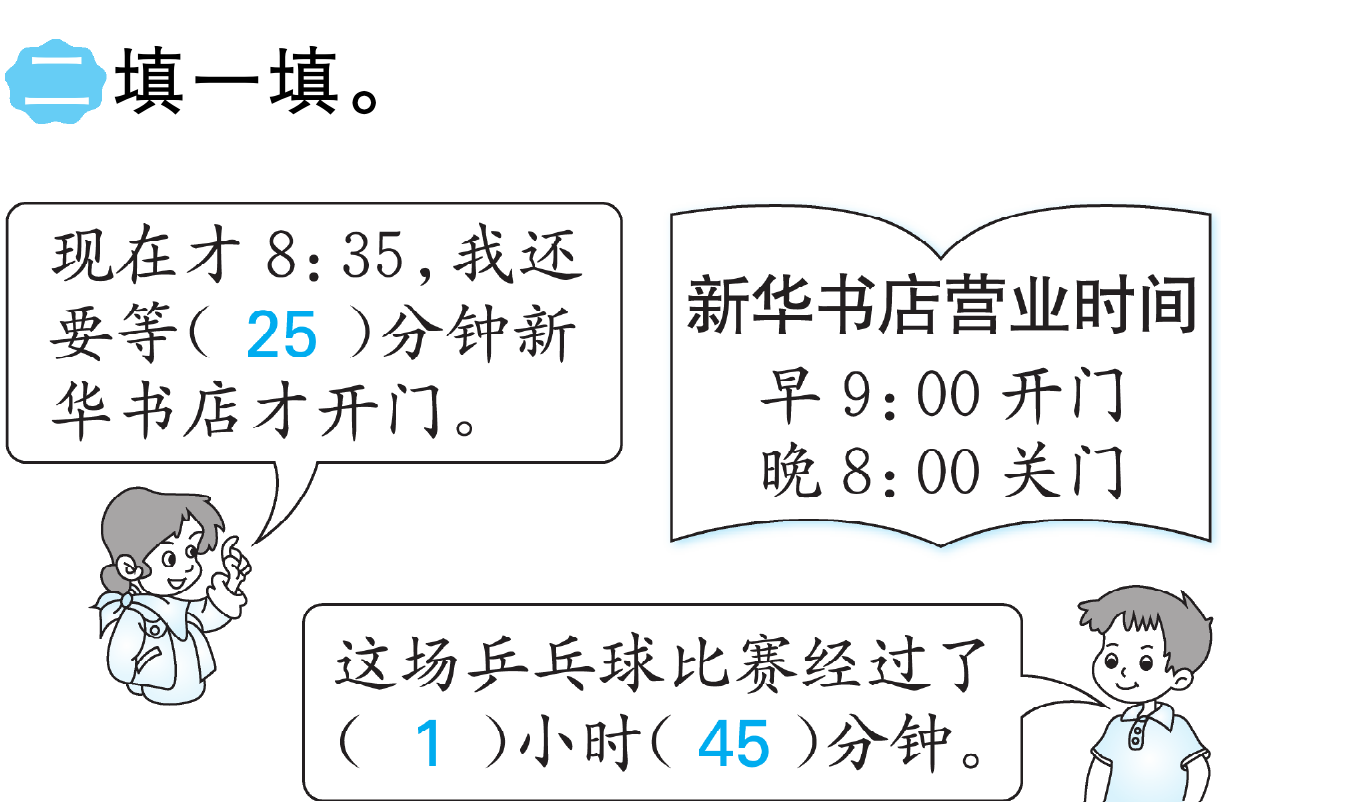 二 填一填。
现在才 8:35,我还
要等( 25 )分钟新
华书店才开门。
新华书店营业时间
早 9:00 开门
晚 8:00 关门
这场乒乓球比赛经过了
( 1 )小时( 45 )分钟。